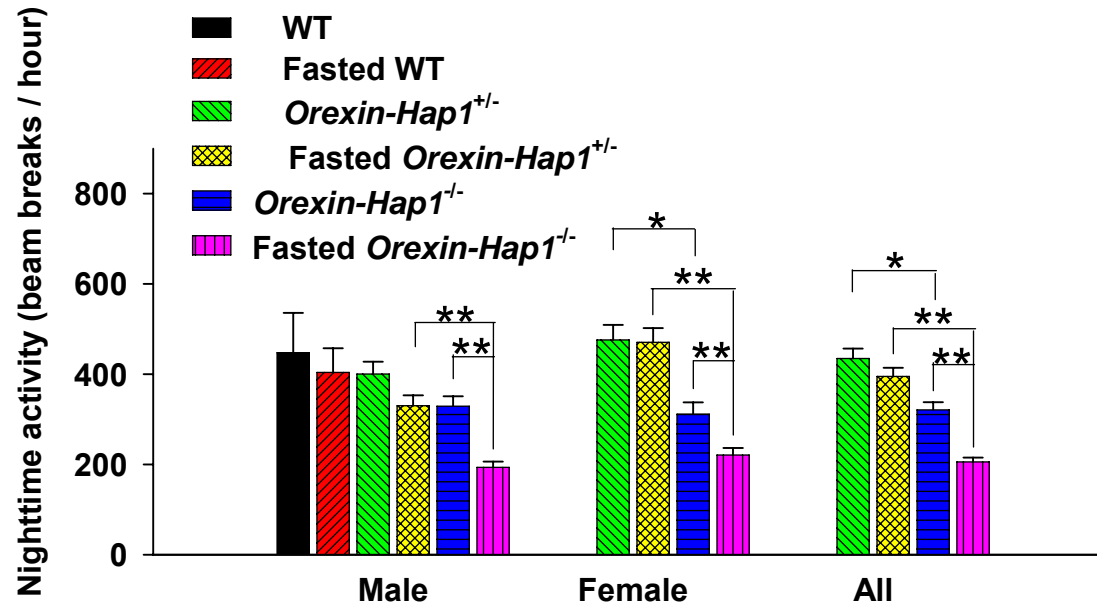 Nighttime activity (beam breaks / hour)
WT
Fasted WT
Orexin-Hap1+/-
Fasted Orexin-Hap1+/-
Orexin-Hap1-/-
Fasted Orexin-Hap1-/-
800
600
400
200
0
**
**
*
**
**
*
**
**
Male Female All